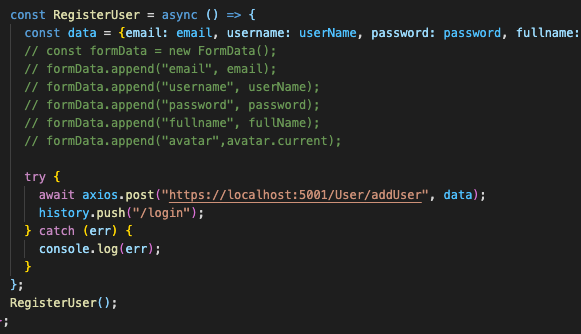 const RegisterUser = async () => {
const data = {email: email, username: userName, password: password, fullname:
// const formData = new FormData();
// formData.append("email", email);
// formData.append("username", userName);
// formData.append("password", password);
// formData.append("fullname", fullName);
// formData.append("avatar",avatar.current);
try {
await axios.post("https://localhost:5001/User/addUser", data);
history.push("/login");
} catch (err) {
console.log(err);
}
};
RegisterUser();
};